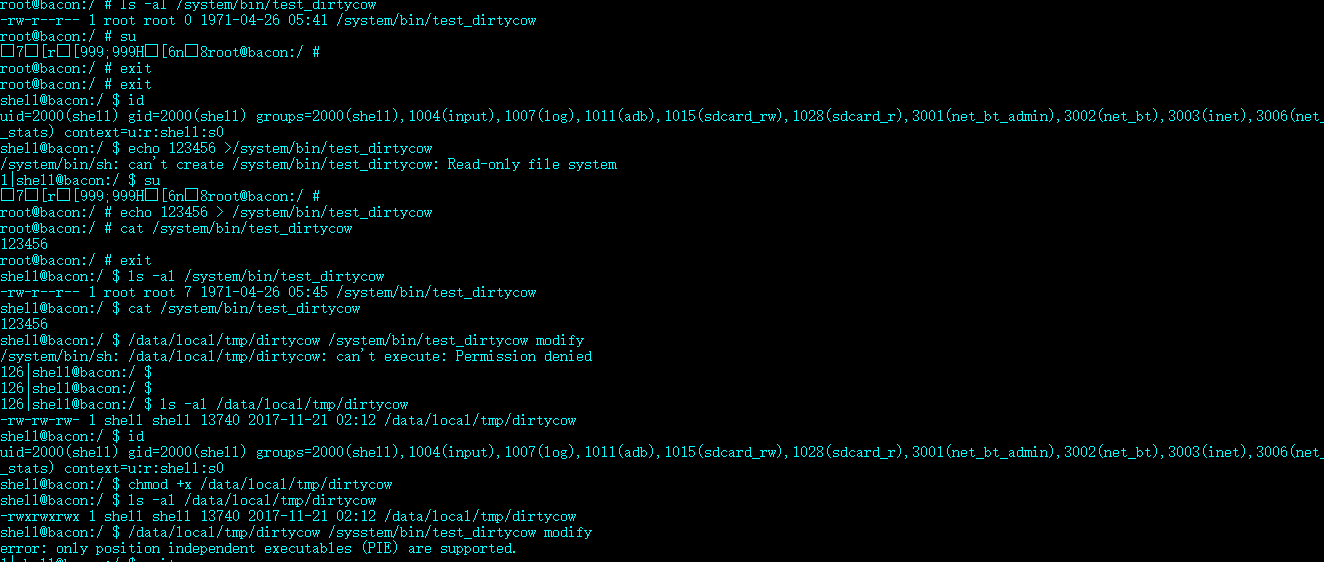 root@bacon:/ # ls -al /system/bin/test_dirtycow
-rw-r--r-- 1 root root 0 1971-04-26 05:41 /system/bin/test_dirtycow
root@bacon:/ # su
□7□[r□[999;999H□[6n□8root@bacon:/ #
root@bacon:/ # exit
root@bacon:/ # exit
shell@bacon:/ $ id
uid=2000(shell) gid=2000(shell) groups=2000(shell),1004(input),1007(log),1011(adb),1015(sdcard_rw),1028(sdcard_r),3001(net_bt_admin),3002(net_bt),3003(inet),3006(net_
_stats) context=u:r:shell:s0
shell@bacon:/ $ echo 123456 >/system/bin/test_dirtycow
/system/bin/sh: can't create /system/bin/test_dirtycow: Read-only file system
1|shell@bacon:/ $ su
□7□[r□[999;999H□[6n□8root@bacon:/ #
root@bacon:/ # echo 123456 > /system/bin/test_dirtycow
root@bacon:/ # cat /system/bin/test_dirtycow
123456
root@bacon:/ # exit
shell@bacon:/ $ ls -al /system/bin/test_dirtycow
-rw-r--r-- 1 root root 7 1971-04-26 05:45 /system/bin/test_dirtycow
shell@bacon:/ $ cat /system/bin/test_dirtycow
123456
shell@bacon:/ $ /data/local/tmp/dirtycow /system/bin/test_dirtycow modify
/system/bin/sh: /data/local/tmp/dirtycow: can't execute: Permission denied
126|shell@bacon:/ $
126|shell@bacon:/ $
126|shell@bacon:/ $ ls -al /data/local/tmp/dirtycow
-rw-rw-rw- 1 shell shell 13740 2017-11-21 02:12 /data/local/tmp/dirtycow
shell@bacon:/ $ id
uid=2000(shell) gid=2000(shell) groups=2000(shell),1004(input),1007(log),1011(adb),1015(sdcard_rw),1028(sdcard_r),3001(net_bt_admin),3002(net_bt),3003(inet),3006(net_
_stats) context=u:r:shell:s0
shell@bacon:/ $ chmod +x /data/local/tmp/dirtycow
shell@bacon:/ $ ls -al /data/local/tmp/dirtycow
-rwxrwxrwx 1 shell shell 13740 2017-11-21 02:12 /data/local/tmp/dirtycow
shell@bacon:/ $ /data/local/tmp/dirtycow /sysstem/bin/test_dirtycow modify
error: only position independent executables (PIE) are supported.